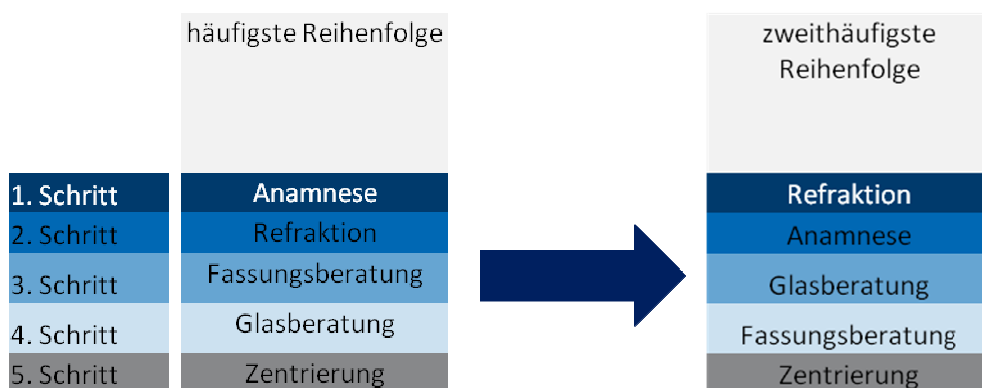 häufigste Reihenfolge
zweithäufigste
Reihenfolge
1. Schritt
Anamnese
Refraktion
2. Schritt
Refraktion
Anamnese
3. Schritt
Fassungsberatung
Glasberatung
4. Schritt
Glasberatung
Fassungsberatung
5. Schritt
Zentrierung
Zentrierung